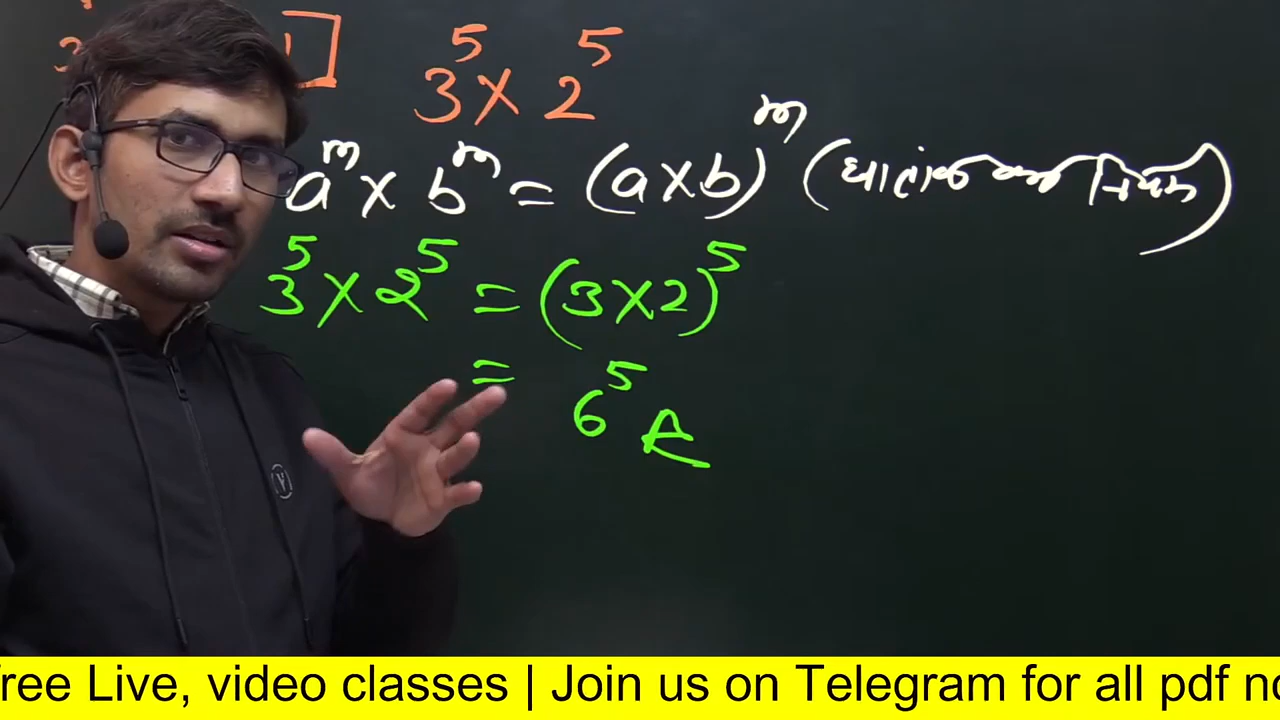 3⁵ × 2⁵
aᵐ × bᵐ = (a×b)ᵐ (घातांक का नियम)
3⁵ × 2⁵ = (3×2)⁵
= 6⁵
ree Live, video classes | Join us on Telegram for all pdf no